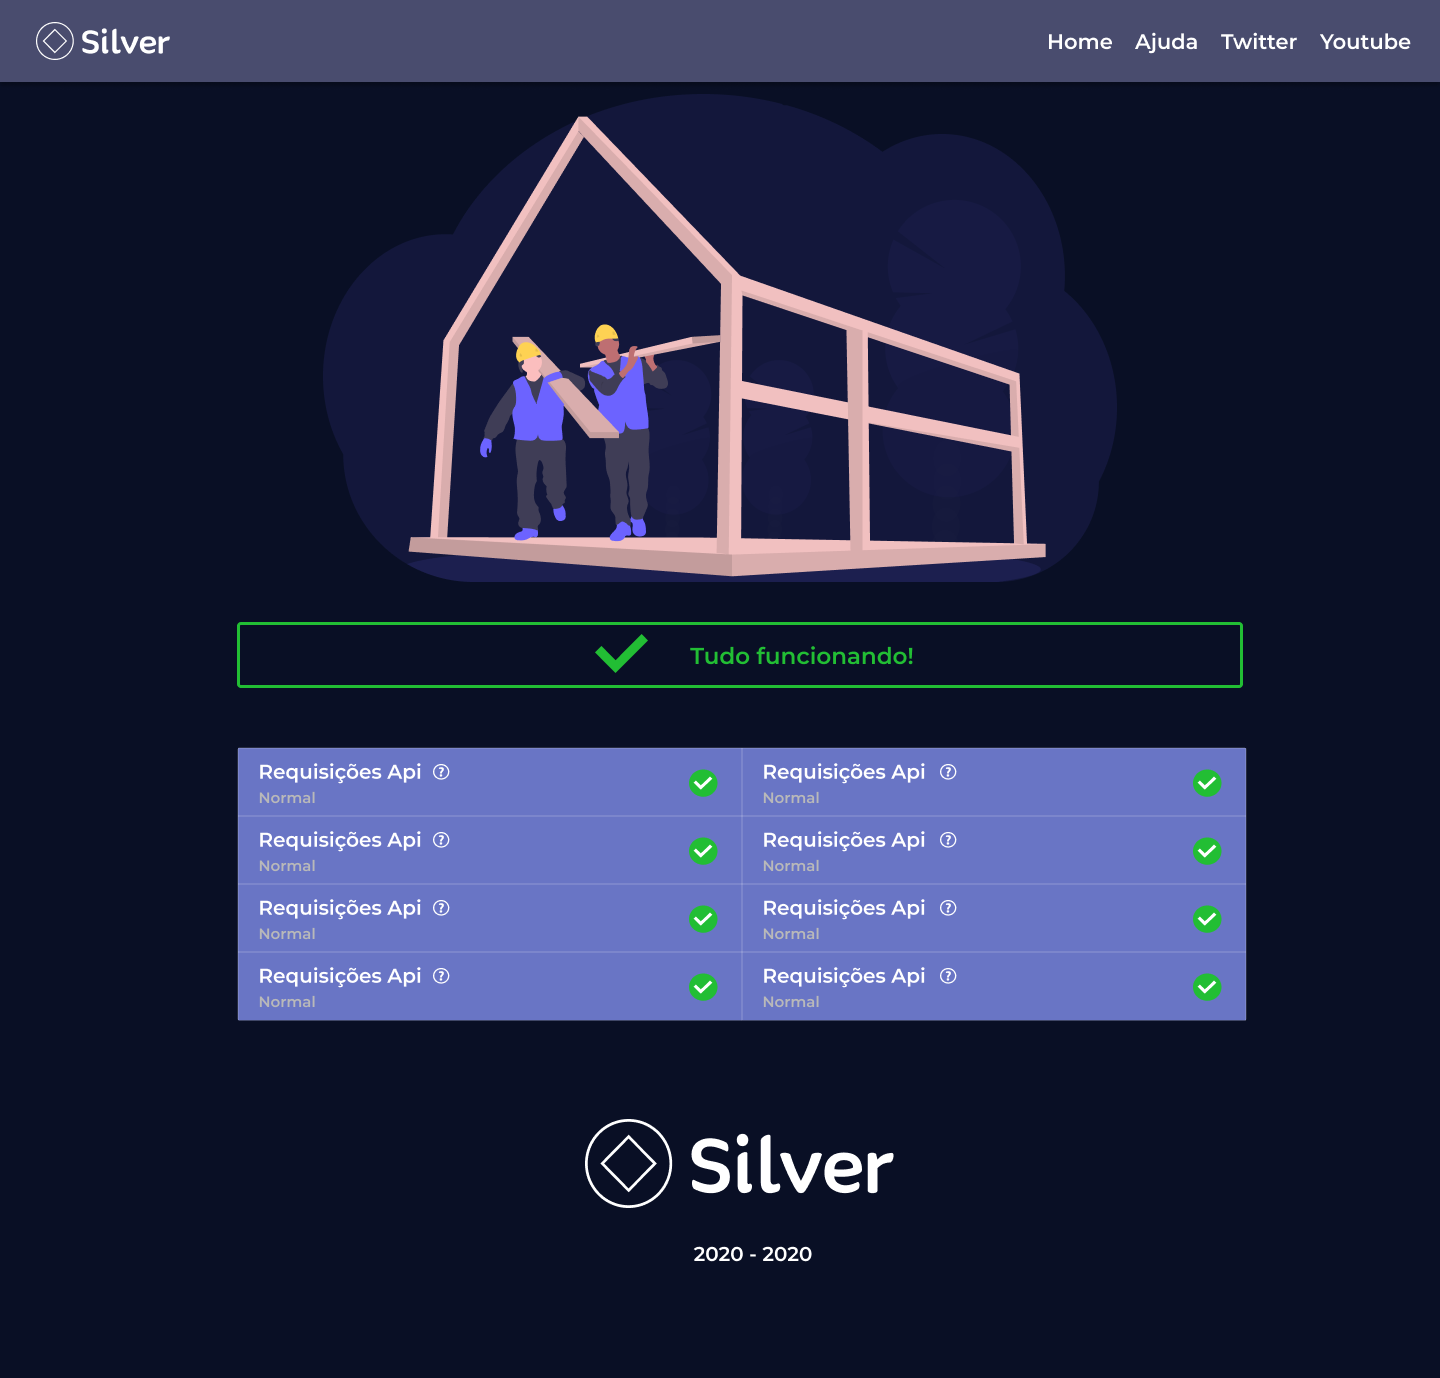 Silver
Home Ajuda Twitter Youtube
Tudo funcionando!
Requisições Api ?
Normal
Requisições Api ?
Normal
Requisições Api ?
Normal
Requisições Api ?
Normal
Requisições Api ?
Normal
Requisições Api ?
Normal
Requisições Api ?
Normal
Requisições Api ?
Normal
Silver
2020 - 2020